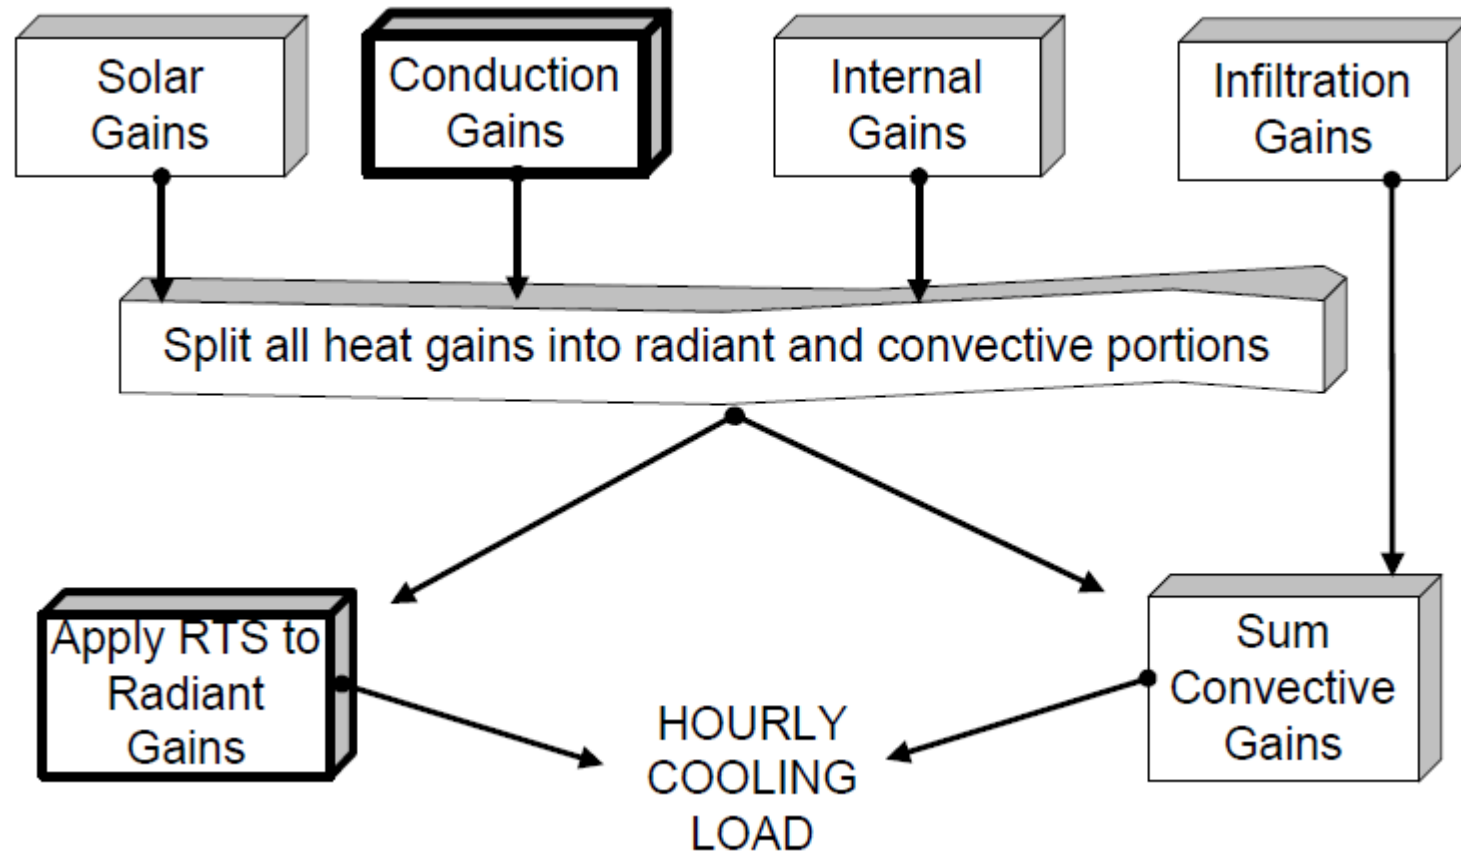 Solar
Gains
Conduction
Gains
Internal
Gains
Infiltration
Gains
Split all heat gains into radiant and convective portions
Apply RTS to
Radiant
Gains
Sum
Convective
Gains
HOURLY
COOLING
LOAD